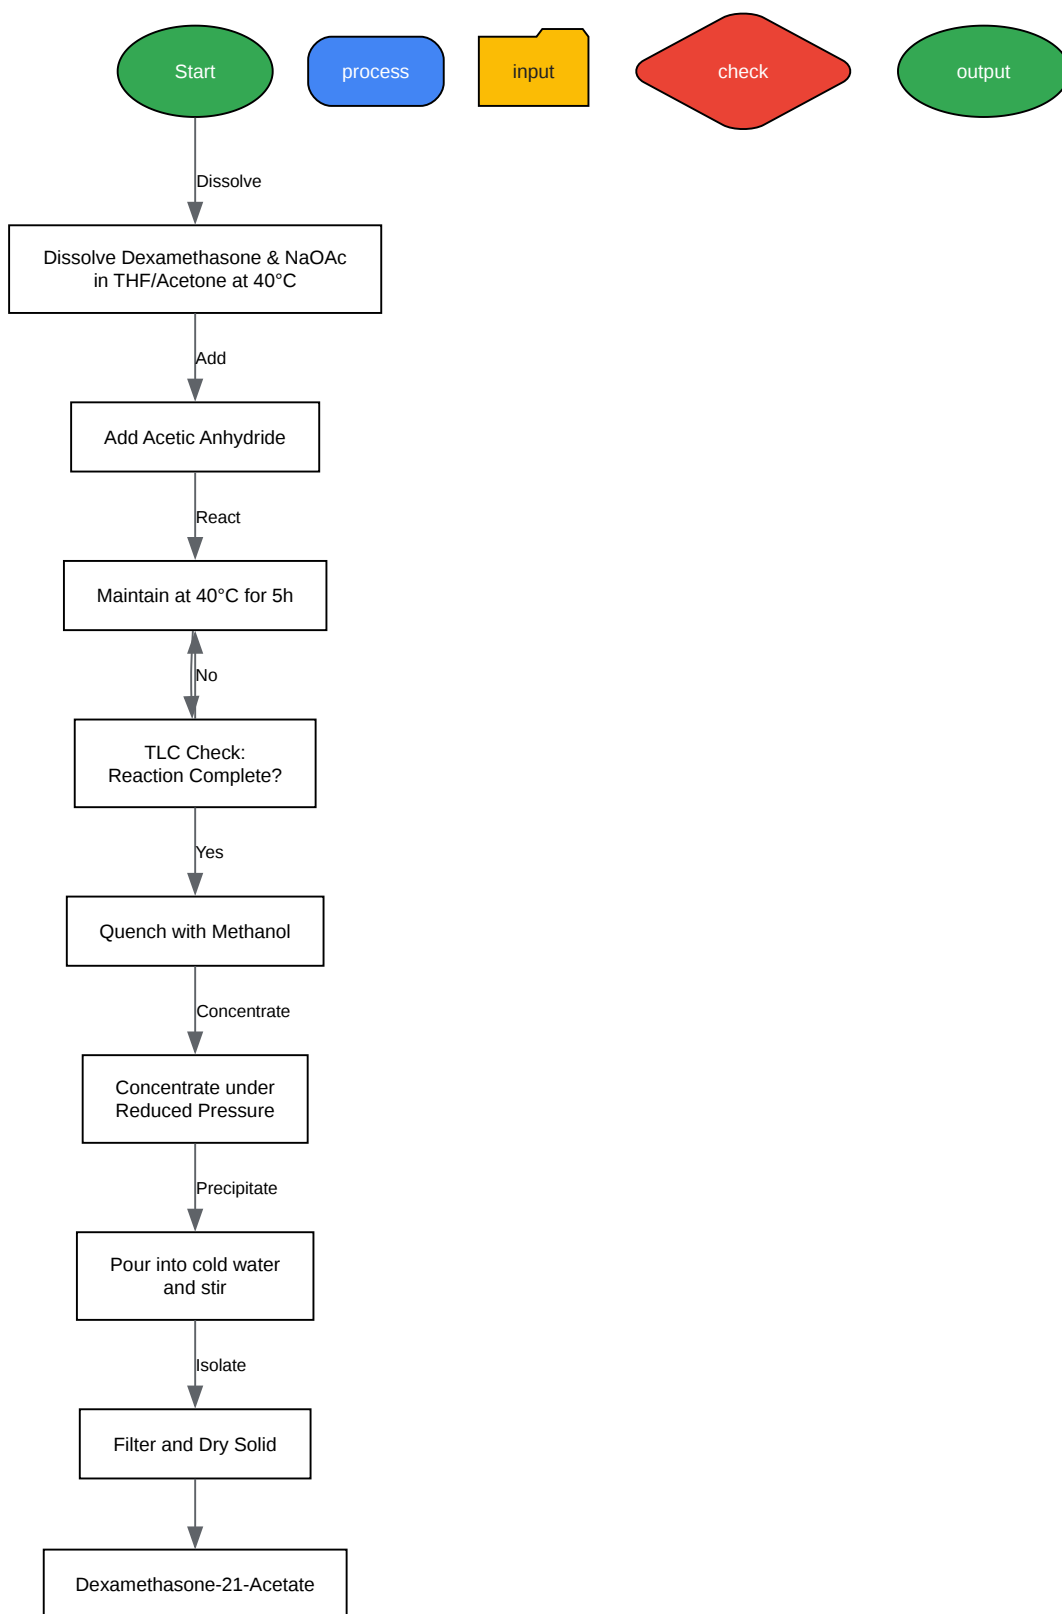 Start
process
input
check
output
Dissolve
Dissolve Dexamethasone & NaOAc
in THF/Acetone at 40°C
Add
Add Acetic Anhydride
React
Maintain at 40°C for 5h
No
TLC Check:
Reaction Complete?
Yes
Quench with Methanol
Concentrate
Concentrate under
Reduced Pressure
Precipitate
Pour into cold water
and stir
Isolate
Filter and Dry Solid
Dexamethasone-21-Acetate